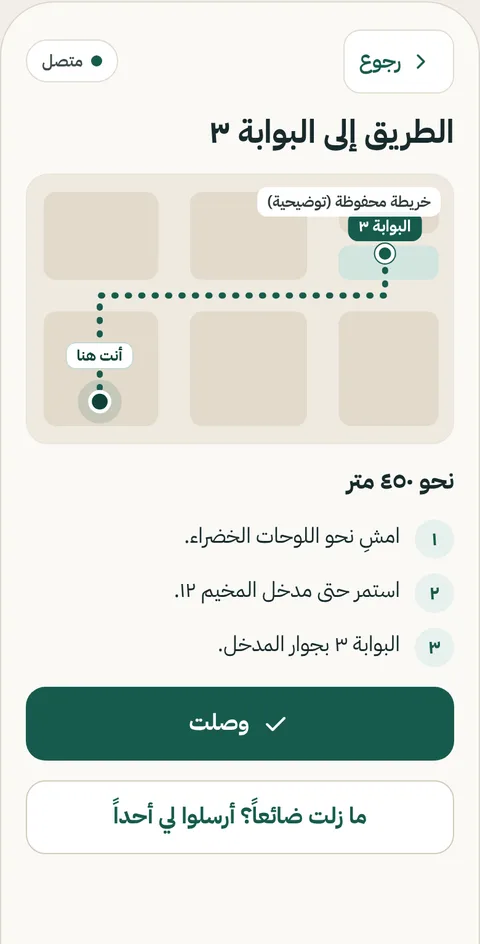 رجوع
متصل
الطريق إلى البوابة ٣
خريطة محفوظة (توضيحية)
البوابة ٣
أنت هنا
نحو ٤٥٠ متر
١ امشِ نحو اللوحات الخضراء.
٢ استمر حتى مدخل المخيم ١٢.
٣ البوابة ٣ بجوار المدخل.
وصلت
ما زلت ضائعاً؟ أرسلوا لي أحداً